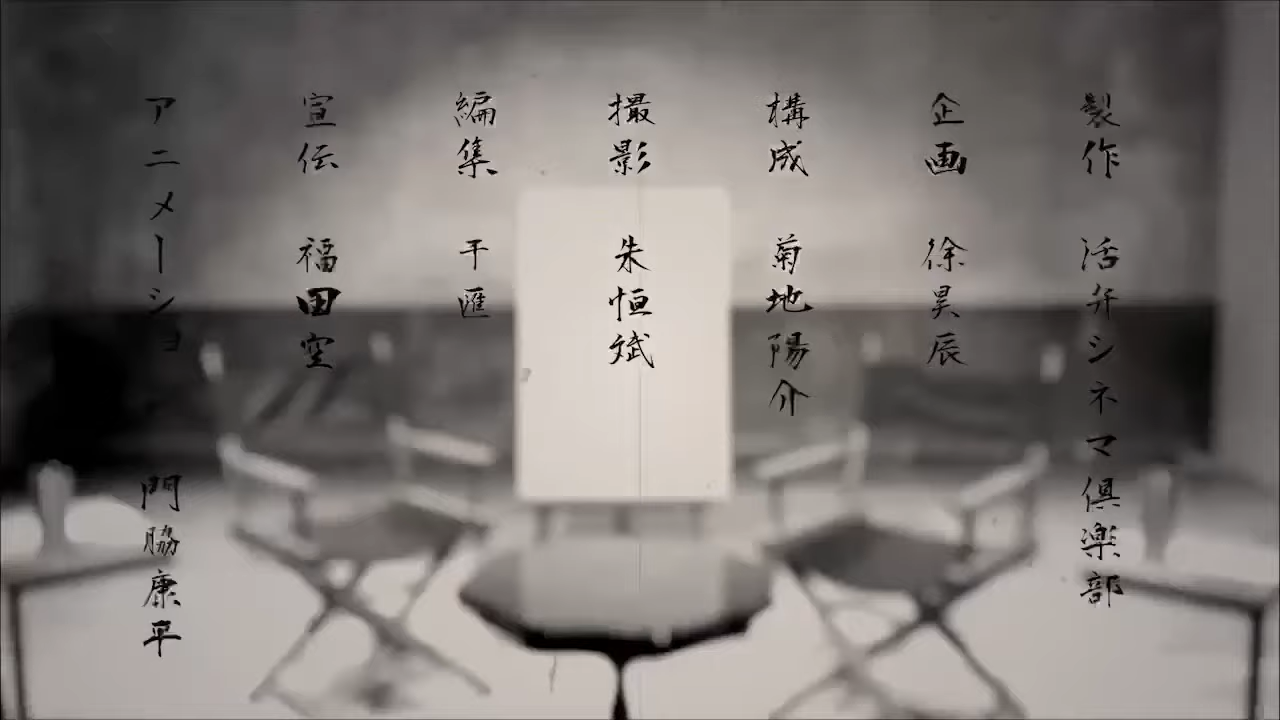 製作 活弁シネマ倶楽部
企画 徐昊辰
構成 菊地陽介
撮影 朱恒斌
編集 干匯
宣伝 福田空
アニメーション 門脇康平